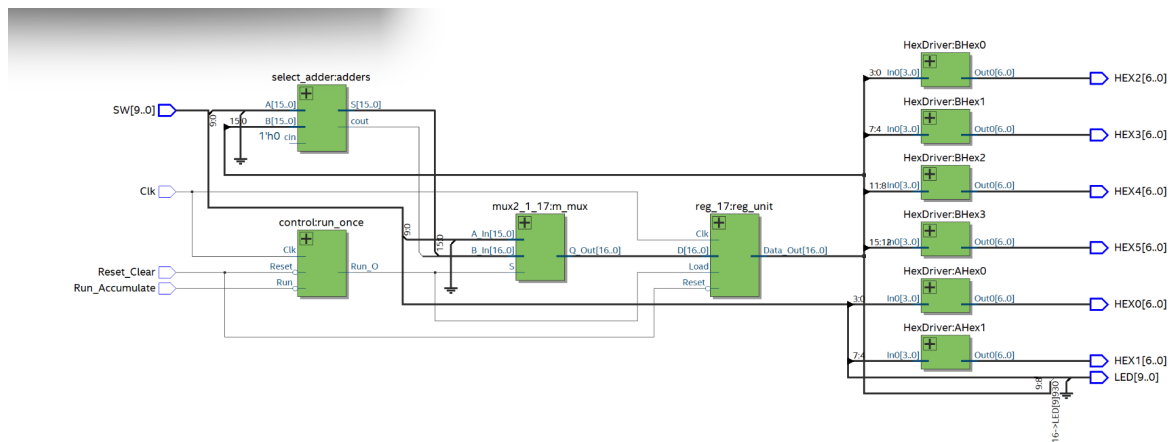 HexDriver:BHex0
3:0 In0[3..0] Out0[6..0] HEX2[6..0]
select_adder:adders
SW[9..0] A[15..0] S[15..0]
9:0 15:0 B[15..0] cout
1'h0 cin
HexDriver:BHex1
7:4 In0[3..0] Out0[6..0] HEX3[6..0]
HexDriver:BHex2
11:8 In0[3..0] Out0[6..0] HEX4[6..0]
Clk
mux2_1_17:m_mux reg_17:reg_unit
HexDriver:BHex3
control:run_once
9:0 15:0 A_In[15..0] Clk
Clk B_In[16..0] Q_Out[16..0] D[16..0] Data_Out[16..0]
15:12 In0[3..0] Out0[6..0] HEX5[6..0]
Reset_Clear Reset Run_O S Load
Run_Accumulate Run Reset
HexDriver:AHex0
3:0 In0[3..0] Out0[6..0] HEX0[6..0]
HexDriver:AHex1
7:4 In0[3..0] Out0[6..0] HEX1[6..0]
LED[9..0]
9:8